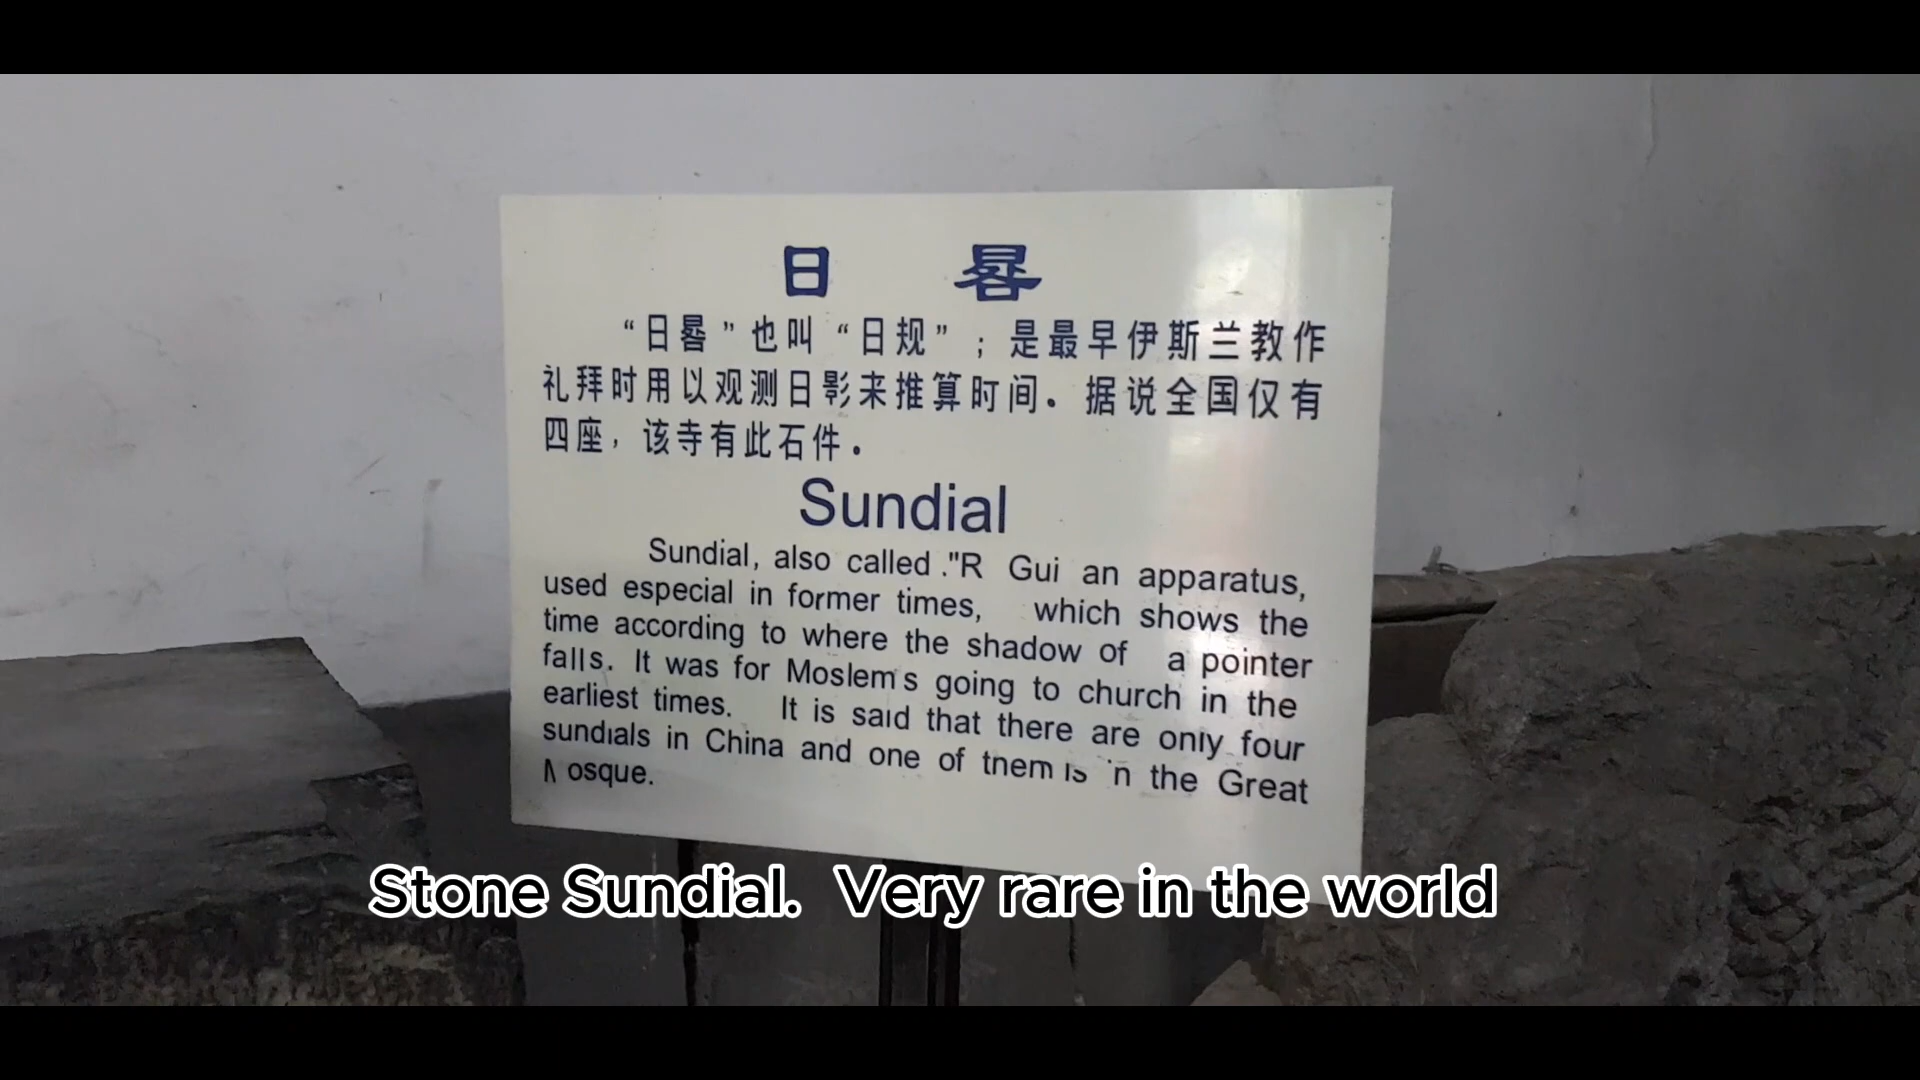 日 晷
“日晷”也叫“日规”；是最早伊斯兰教作
礼拜时用以观测日影来推算时间。据说全国仅有
四座，该寺有此石件。
Sundial
Sundial, also called ."R Gui an apparatus,
used especial in former times, which shows the
time according to where the shadow of a pointer
falls. It was for Moslems going to church in the
earliest times. It is said that there are only four
sundials in China and one of them is in the Great
Mosque.
Stone Sundial. Very rare in the world